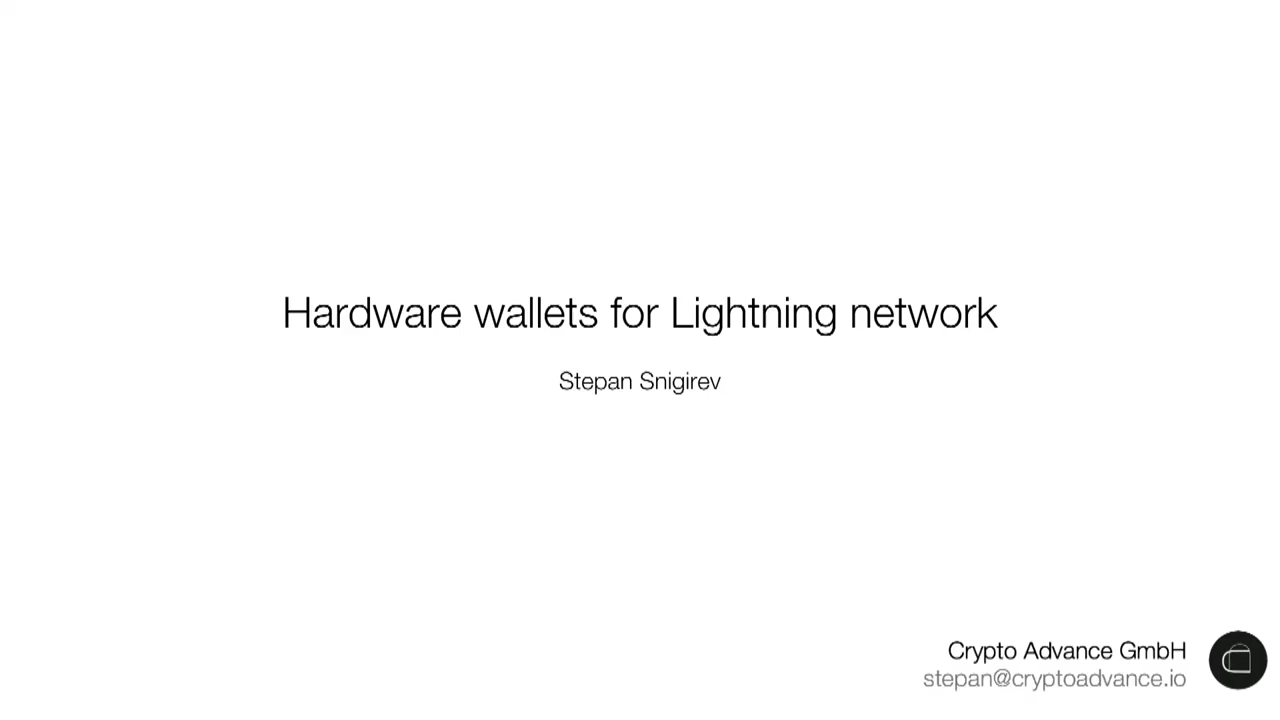 Hardware wallets for Lightning network
Stepan Snigirev
Crypto Advance GmbH
stepan@cryptoadvance.io